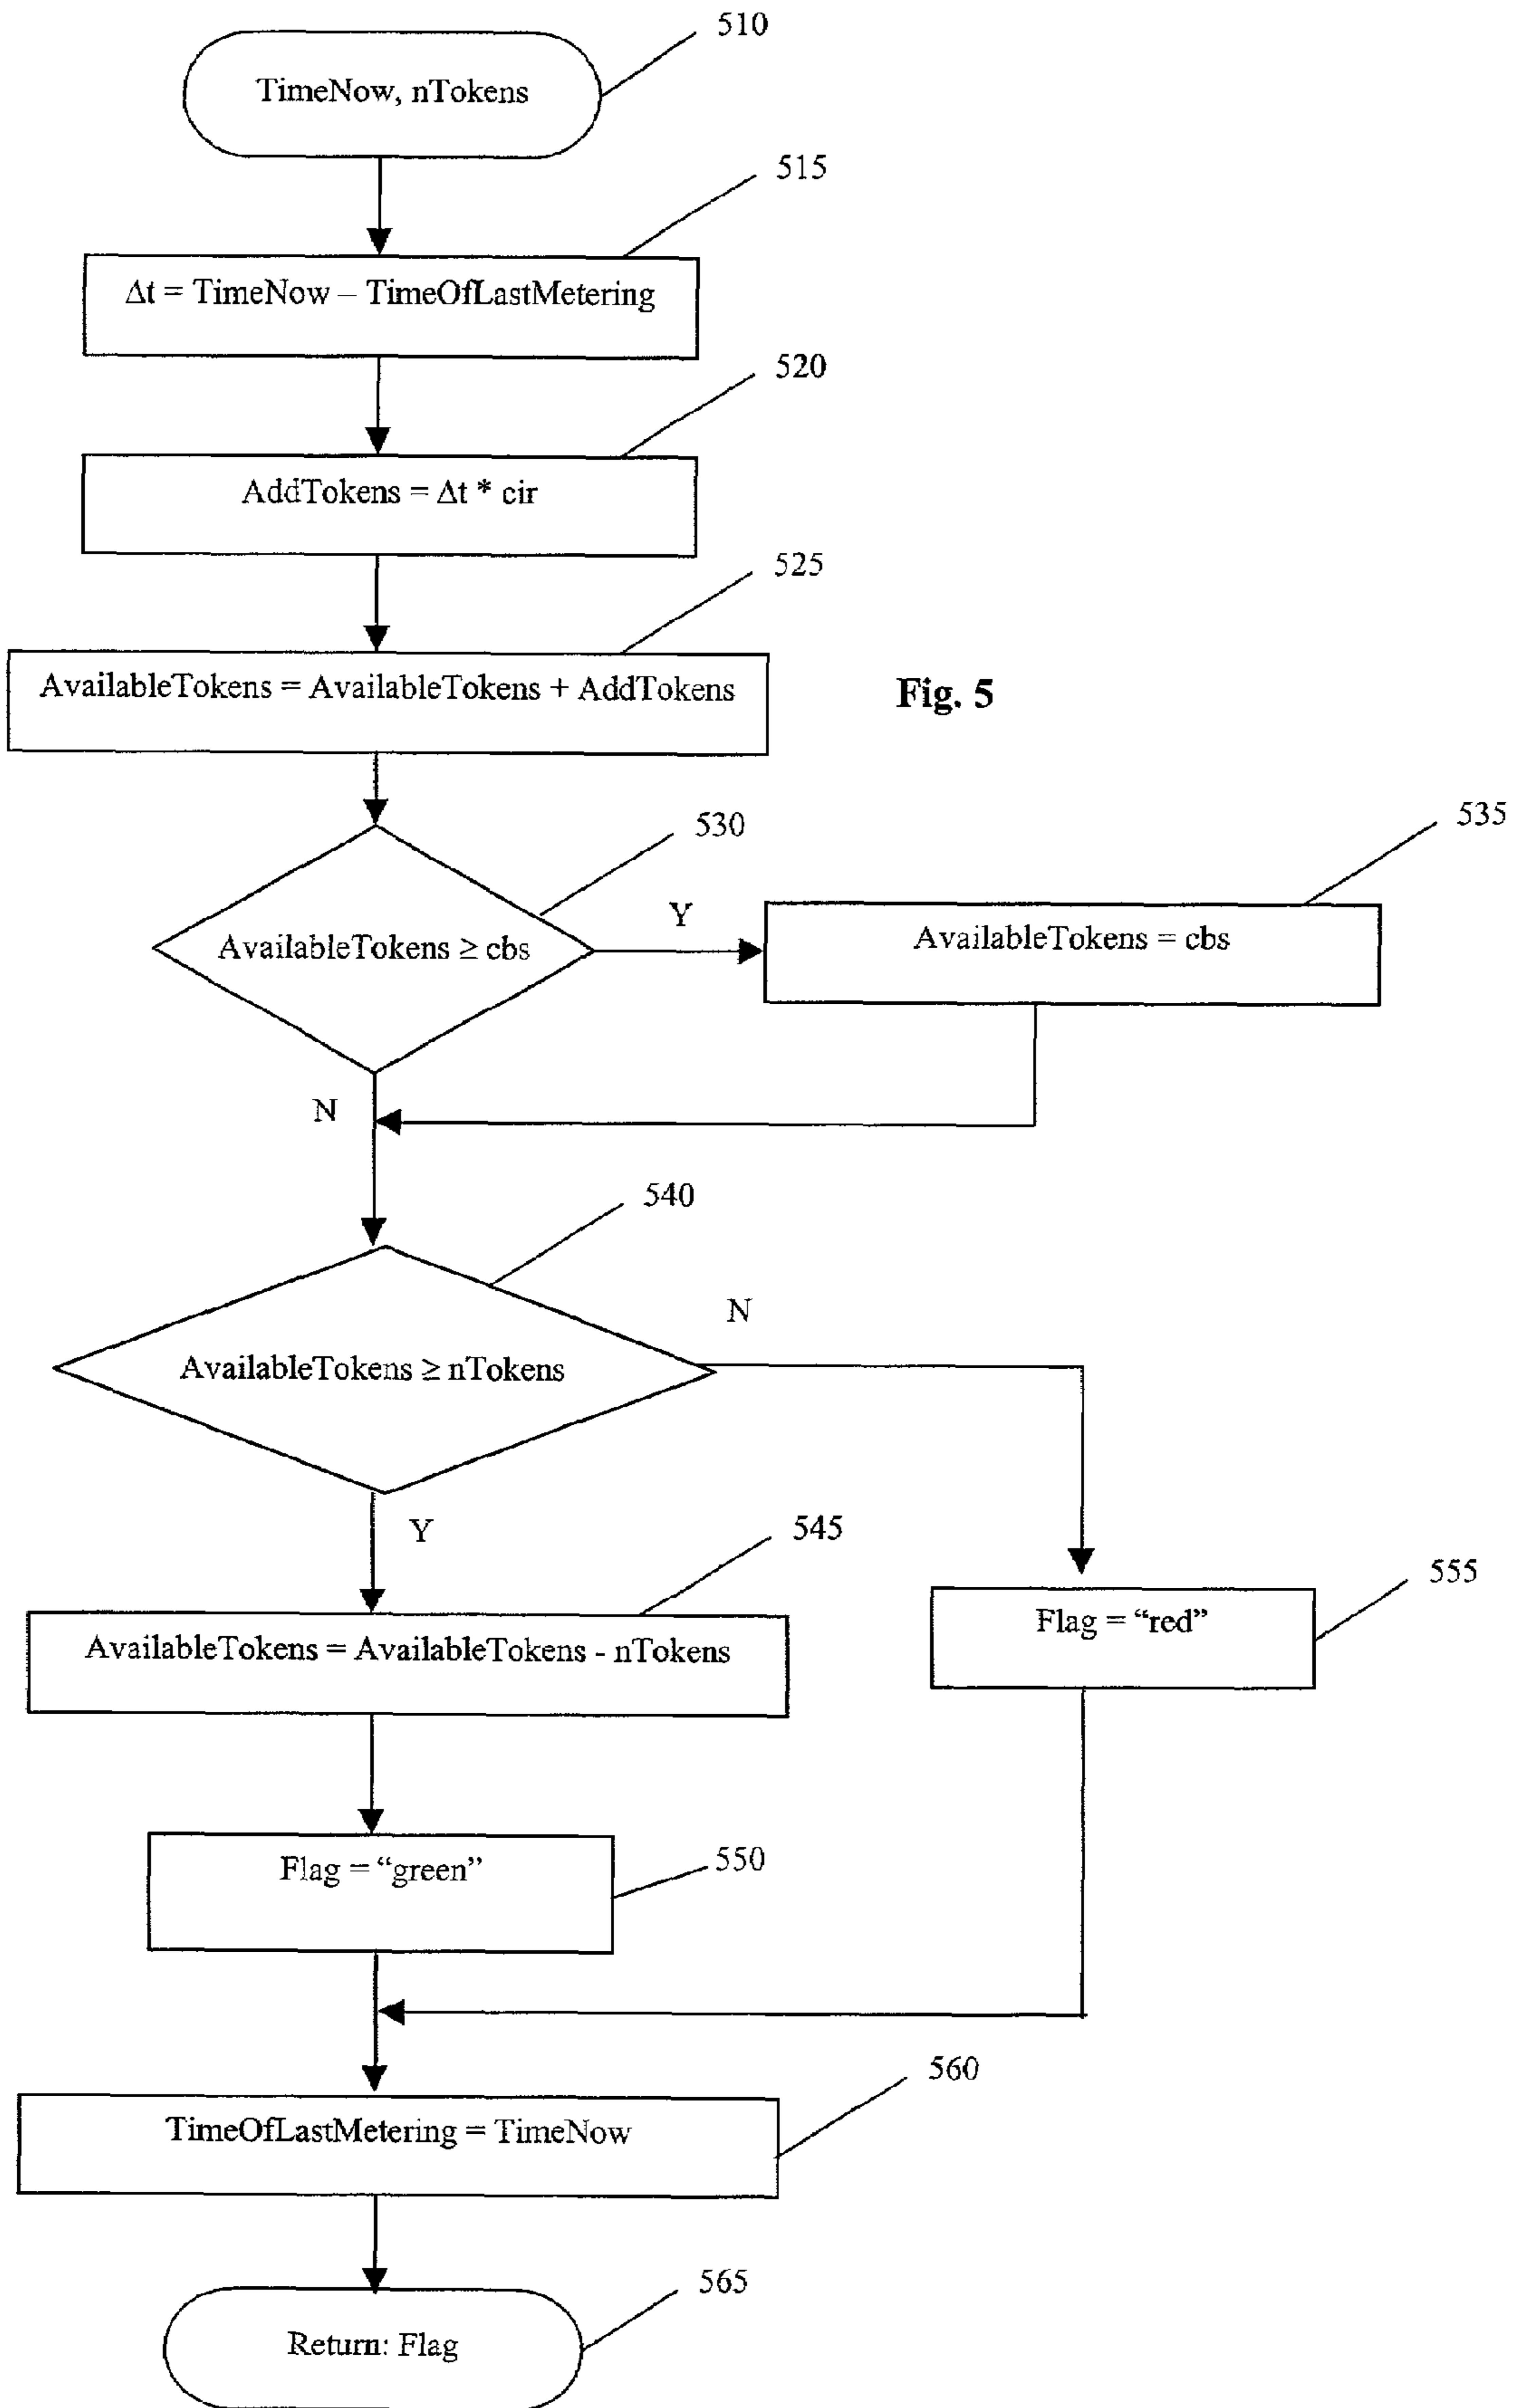 510
TimeNow, nTokens
515
Δt = TimeNow – TimeOfLastMetering
520
AddTokens = Δt * cir
525
AvailableTokens = AvailableTokens + AddTokens
Fig. 5
530
535
Y
AvailableTokens ≥ cbs
AvailableTokens = cbs
N
540
N
AvailableTokens ≥ nTokens
Y
545
555
AvailableTokens = AvailableTokens - nTokens
Flag = “red”
550
Flag = “green”
560
TimeOfLastMetering = TimeNow
565
Return: Flag